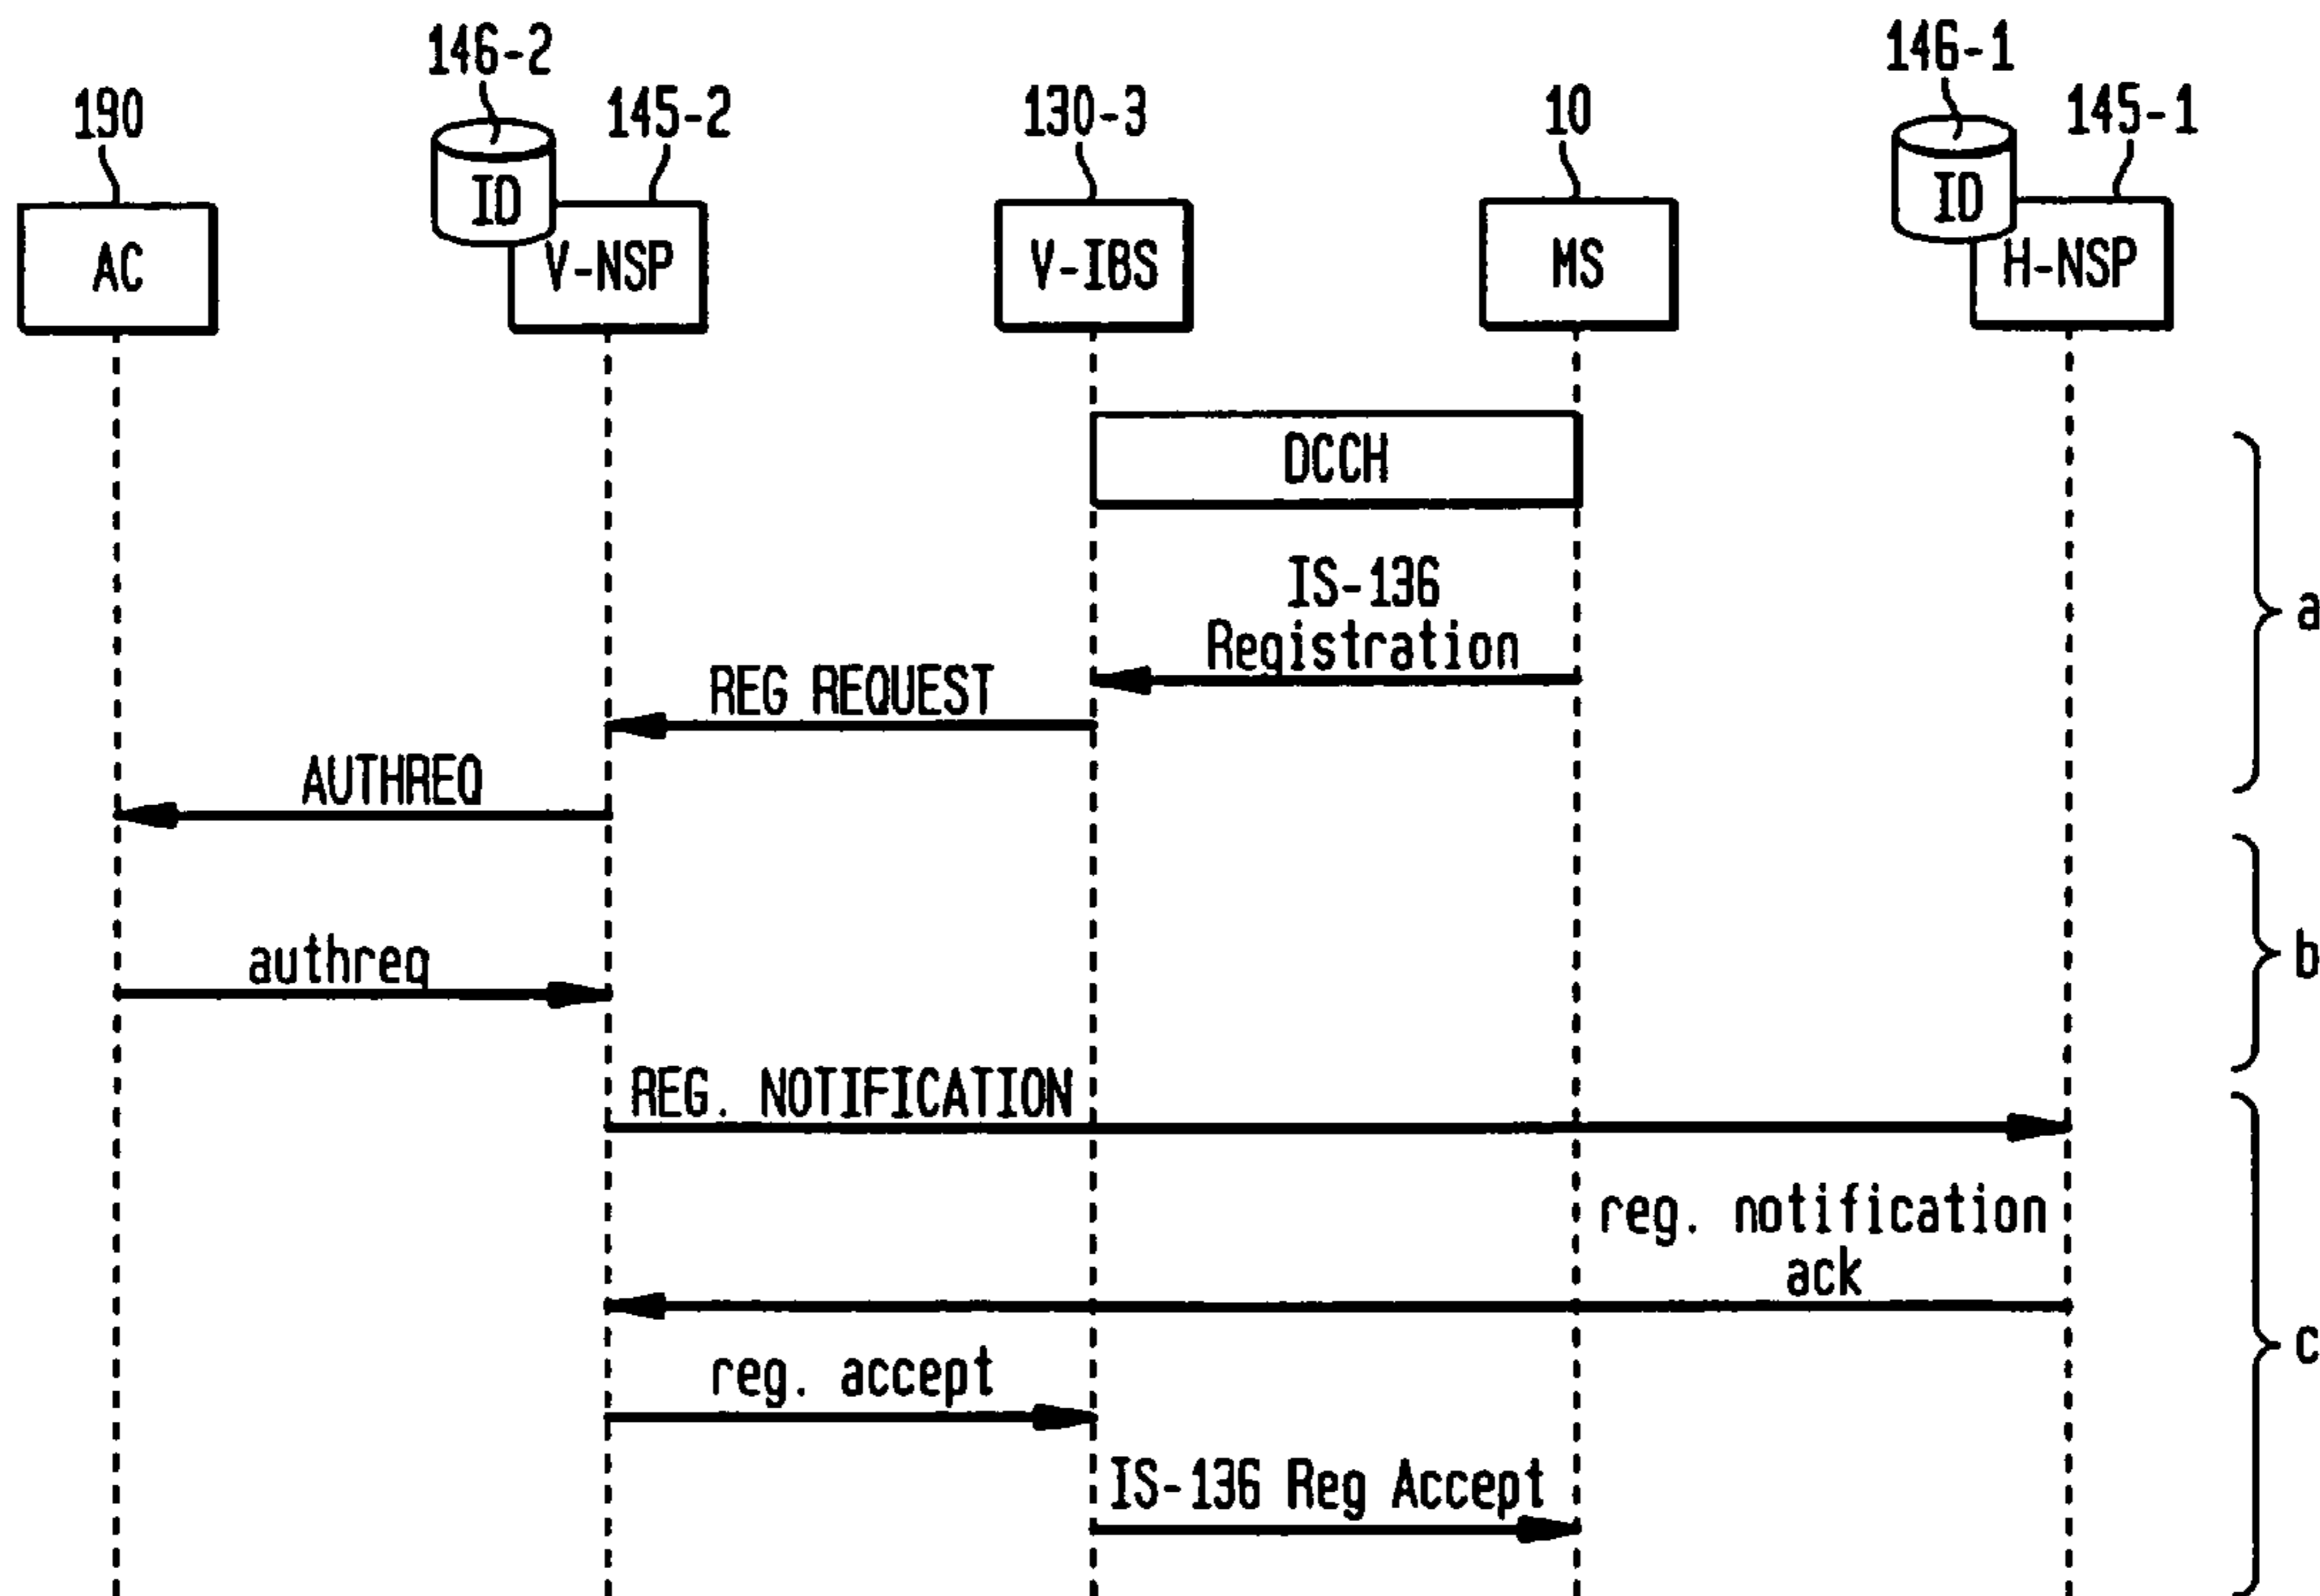 146-2
146-1
190
145-2
130-3
10
145-1
ID
ID
AC
V-NSP
V-IBS
MS
H-NSP
DCCH
IS-136
Registration
a
REG REQUEST
AUTHREQ
authreq
b
REG. NOTIFICATION
reg. notification
ack
reg. accept
c
IS-136 Reg Accept